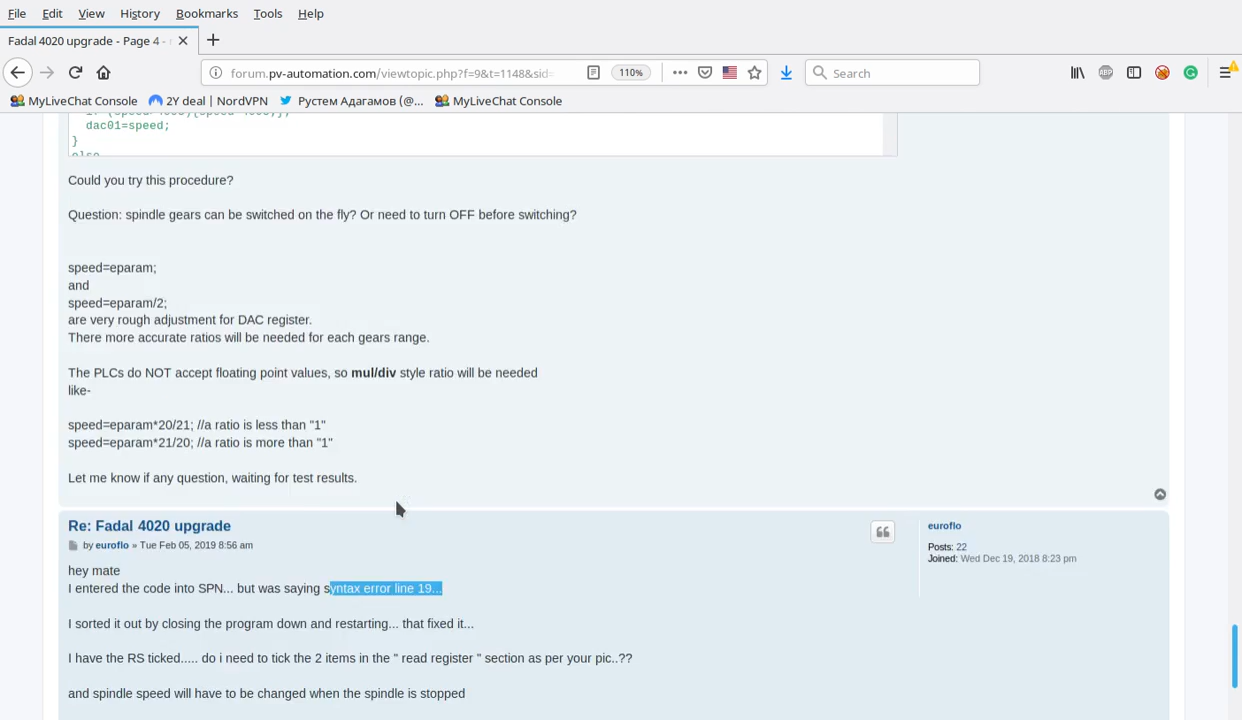 File Edit View History Bookmarks Tools Help
Fadal 4020 upgrade - Page 4 -
forum.pv-automation.com/viewtopic.php?f=9&t=1148&sid= 110% Search
MyLiveChat Console 2Y deal | NordVPN Рустем Адагамов (@... MyLiveChat Console
dac01=speed;
}
else
Could you try this procedure?
Question: spindle gears can be switched on the fly? Or need to turn OFF before switching?
speed=eparam;
and
speed=eparam/2;
are very rough adjustment for DAC register.
There more accurate ratios will be needed for each gears range.
The PLCs do NOT accept floating point values, so mul/div style ratio will be needed
like-
speed=eparam*20/21; //a ratio is less than "1"
speed=eparam*21/20; //a ratio is more than "1"
Let me know if any question, waiting for test results.
Re: Fadal 4020 upgrade
by euroflo » Tue Feb 05, 2019 8:56 am
euroflo
Posts: 22
Joined: Wed Dec 19, 2018 8:23 pm
hey mate
I entered the code into SPN... but was saying syntax error line 19...
I sorted it out by closing the program down and restarting... that fixed it...
I have the RS ticked..... do i need to tick the 2 items in the " read register " section as per your pic..??
and spindle speed will have to be changed when the spindle is stopped